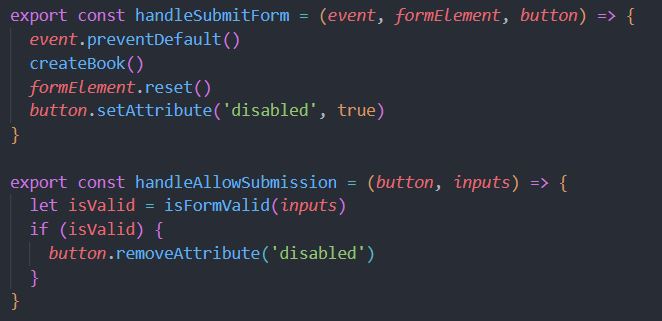 export const handleSubmitForm = (event, formElement, button) => {
  event.preventDefault()
  createBook()
  formElement.reset()
  button.setAttribute('disabled', true)
}

export const handleAllowSubmission = (button, inputs) => {
  let isValid = isFormValid(inputs)
  if (isValid) {
    button.removeAttribute('disabled')
  }
}